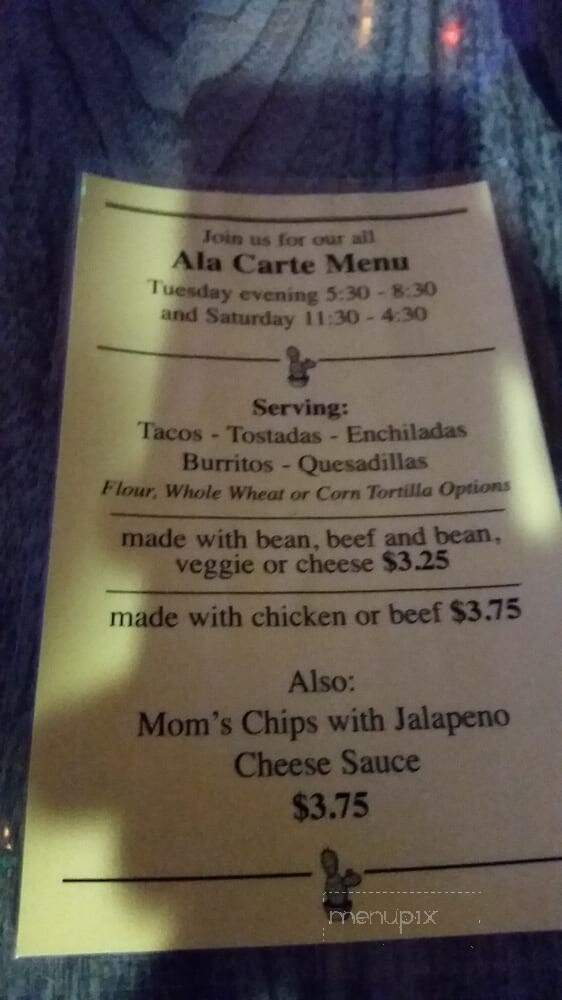 Join us for our all
Ala Carte Menu
Tuesday evening 5:30 - 8:30
and Saturday 11:30 - 4:30
Serving:
Tacos - Tostadas - Enchiladas
Burritos - Quesadillas
Flour, Whole Wheat or Corn Tortilla Options
made with bean, beef and bean,
veggie or cheese $3.25
made with chicken or beef $3.75
Also:
Mom's Chips with Jalapeno
Cheese Sauce
$3.75
menupix